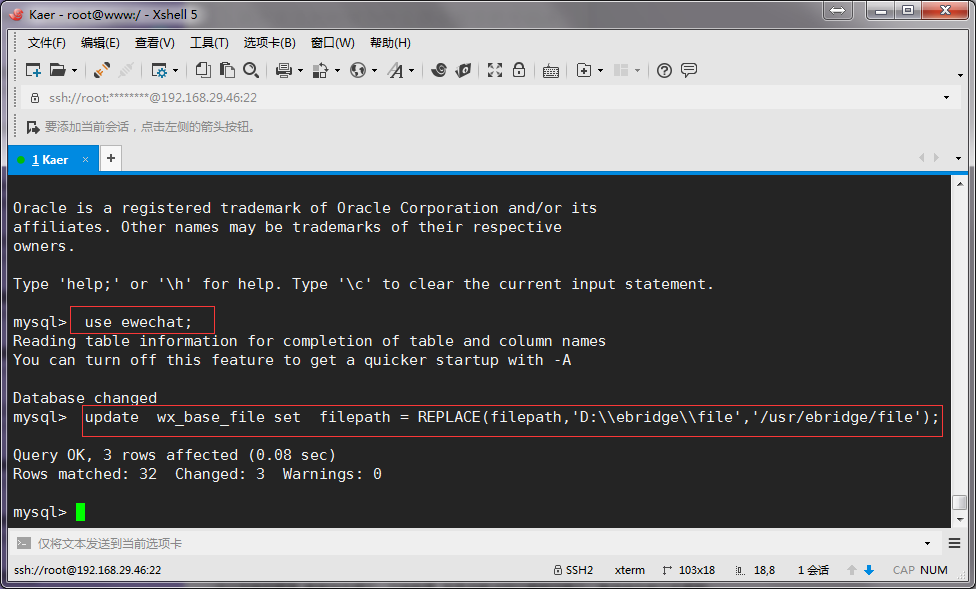 Kaer - root@www:/ - Xshell 5
文件(F) 编辑(E) 查看(V) 工具(T) 选项卡(B) 窗口(W) 帮助(H)
ssh://root:********@192.168.29.46:22
要添加当前会话，点击左侧的箭头按钮。
1 Kaer × +
Oracle is a registered trademark of Oracle Corporation and/or its
affiliates. Other names may be trademarks of their respective
owners.
Type 'help;' or '\h' for help. Type '\c' to clear the current input statement.
mysql>  use ewechat;
Reading table information for completion of table and column names
You can turn off this feature to get a quicker startup with -A
Database changed
mysql>  update  wx_base_file set  filepath = REPLACE(filepath,'D:\\ebridge\\file','/usr/ebridge/file');
Query OK, 3 rows affected (0.08 sec)
Rows matched: 32  Changed: 3  Warnings: 0
mysql>
仅将文本发送到当前选项卡
ssh://root@192.168.29.46:22 SSH2 xterm 103x18 18,8 1 会话 CAP NUM